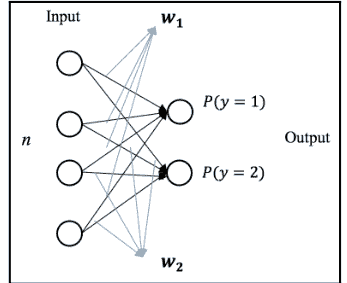 Input
w₁
P(y = 1)
n
Output
P(y = 2)
w₂